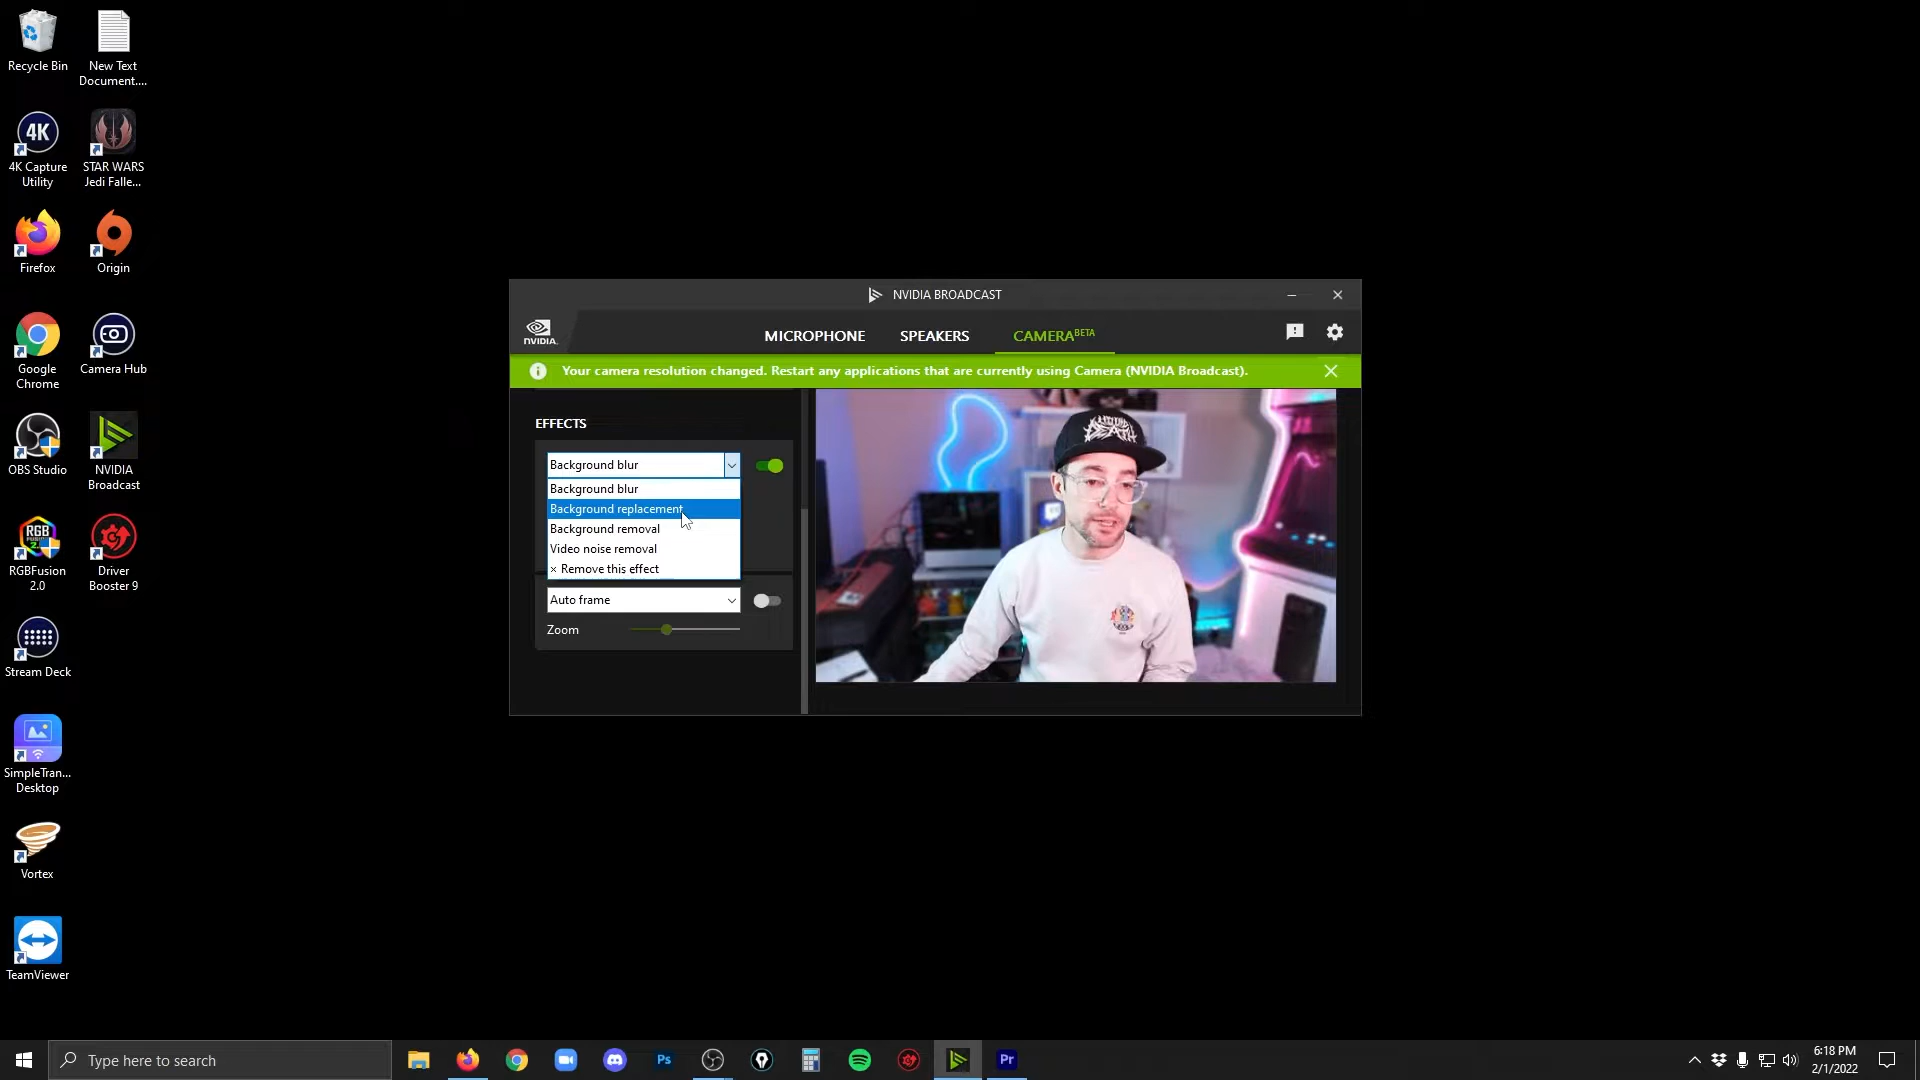 Recycle Bin
New Text
Document....
4K
4K Capture
Utility
STAR WARS
Jedi Falle...
Firefox
Origin
Google
Chrome
Camera Hub
OBS Studio
NVIDIA
Broadcast
RGB
RGBFusion
2.0
Driver
Booster 9
Stream Deck
SimpleTran...
Desktop
Vortex
TeamViewer
NVIDIA BROADCAST
NVIDIA.
MICROPHONE
SPEAKERS
CAMERA BETA
Your camera resolution changed. Restart any applications that are currently using Camera (NVIDIA Broadcast).
EFFECTS
Background blur
Background blur
Background replacement
Background removal
Video noise removal
× Remove this effect
Auto frame
Zoom
Type here to search
Ps
Pr
6:18 PM
2/1/2022